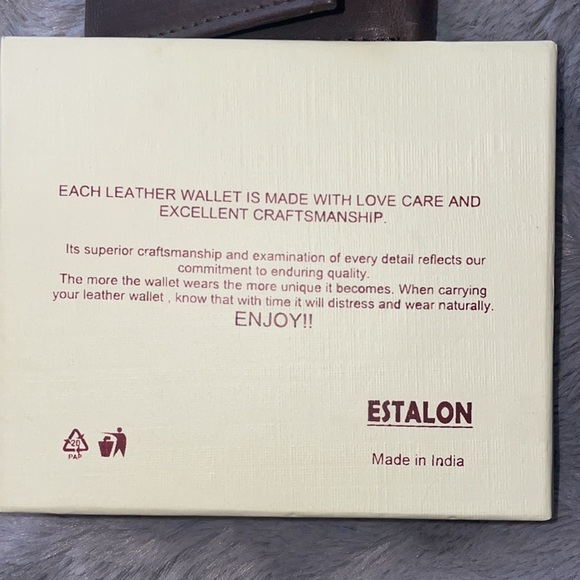 EACH LEATHER WALLET IS MADE WITH LOVE CARE AND
EXCELLENT CRAFTSMANSHIP.
Its superior craftsmanship and examination of every detail reflects our
commitment to enduring quality.
The more the wallet wears the more unique it becomes. When carrying
your leather wallet , know that with time it will distress and wear naturally.
ENJOY!!
ESTALON
20
PAP
Made in India